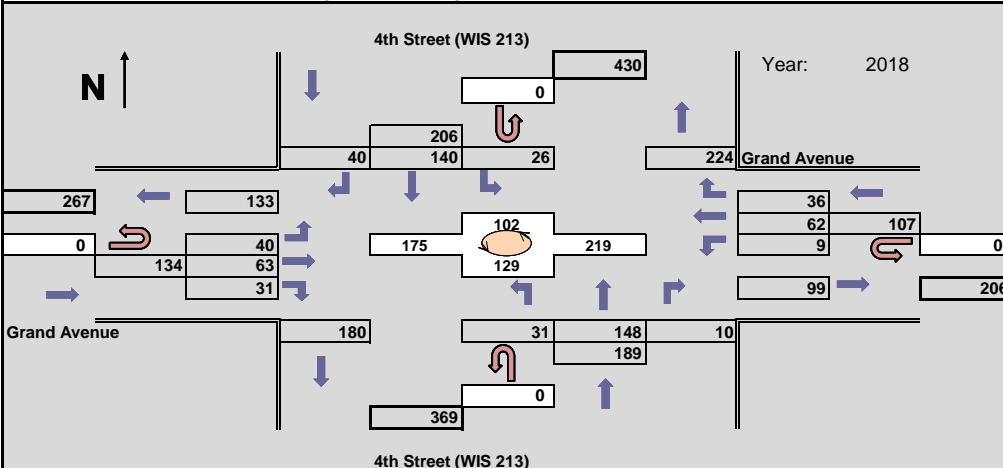 4th Street (WIS 213)
430
Year: 2018
N
0
206
40 140 26 224 Grand Avenue
267 133 36
102
62 107
0 40 175 219 9 0
134 63 129
31 99 206
Grand Avenue 180 31 148 10
189
0
369
4th Street (WIS 213)